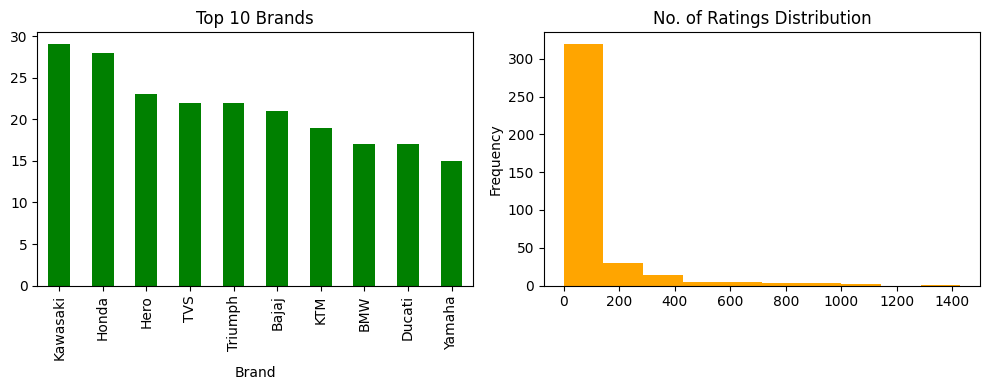 Top 10 Brands
30
25
20
15
10
5
0
Kawasaki
Honda
Hero
TVS
Triumph
Bajaj
KTM
BMW
Ducati
Yamaha
Brand
No. of Ratings Distribution
Frequency
300
250
200
150
100
50
0
0 200 400 600 800 1000 1200 1400